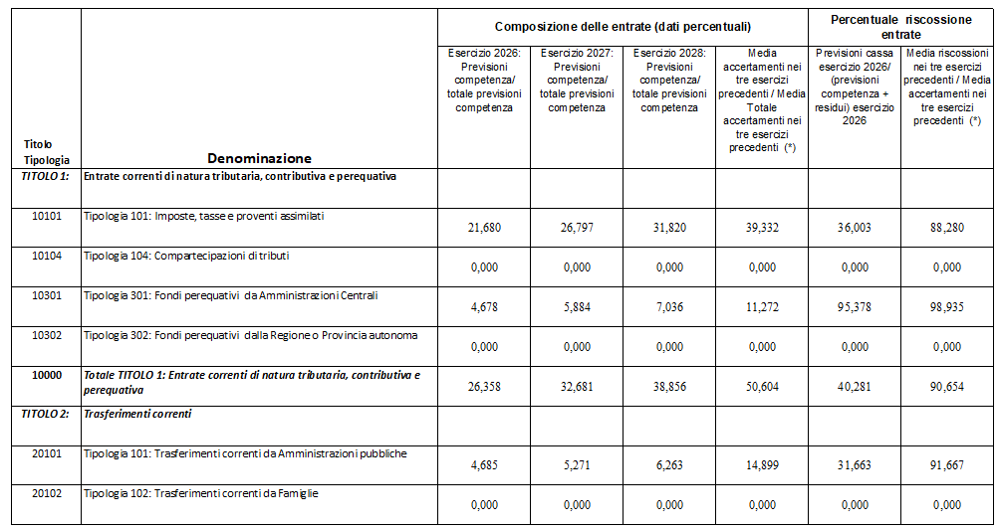 Composizione delle entrate (dati percentuali)
Percentuale riscossione
entrate
Titolo
Tipologia
Denominazione
Esercizio 2026:
Previsioni
competenza/
totale previsioni
competenza
Esercizio 2027:
Previsioni
competenza/
totale previsioni
competenza
Esercizio 2028:
Previsioni
competenza/
totale previsioni
competenza
Media
accertamenti nei
tre esercizi
precedenti / Media
Totale
accertamenti nei
tre esercizi
precedenti (*)
Previsioni cassa
esercizio 2026/
(previsioni
competenza +
residui) esercizio
2026
Media riscossioni
nei tre esercizi
precedenti / Media
accertamenti nei
tre esercizi
precedenti (*)
TITOLO 1: Entrate correnti di natura tributaria, contributiva e perequativa
10101 Tipologia 101: Imposte, tasse e proventi assimilati 21,680 26,797 31,820 39,332 36,003 88,280
10104 Tipologia 104: Compartecipazioni di tributi 0,000 0,000 0,000 0,000 0,000 0,000
10301 Tipologia 301: Fondi perequativi da Amministrazioni Centrali 4,678 5,884 7,036 11,272 95,378 98,935
10302 Tipologia 302: Fondi perequativi dalla Regione o Provincia autonoma 0,000 0,000 0,000 0,000 0,000 0,000
10000 Totale TITOLO 1: Entrate correnti di natura tributaria, contributiva e
perequativa 26,358 32,681 38,856 50,604 40,281 90,654
TITOLO 2: Trasferimenti correnti
20101 Tipologia 101: Trasferimenti correnti da Amministrazioni pubbliche 4,685 5,271 6,263 14,899 31,663 91,667
20102 Tipologia 102: Trasferimenti correnti da Famiglie 0,000 0,000 0,000 0,000 0,000 0,000